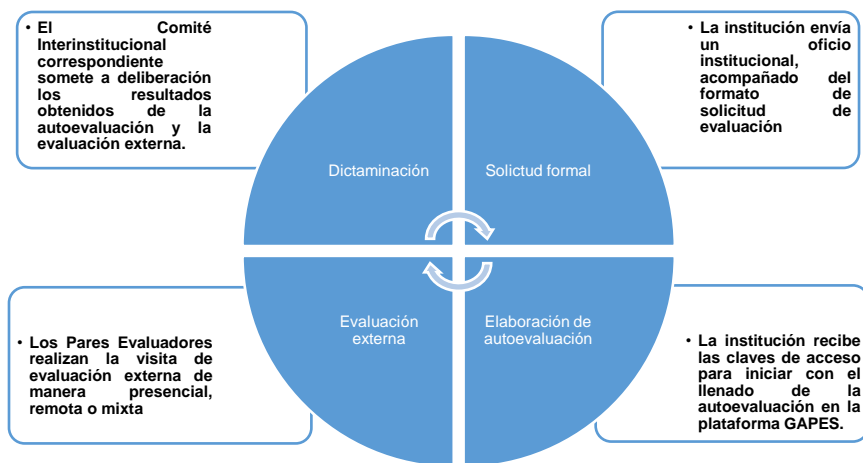 • El Comité
Interinstitucional
correspondiente
somete a deliberación
los resultados
obtenidos de la
autoevaluación y la
evaluación externa.
• La institución envía
un oficio
institucional,
acompañado del
formato de
solicitud de
evaluación
Dictaminación
Solictud formal
Evaluación
externa
Elaboración de
autoevaluación
• Los Pares Evaluadores
realizan la visita de
evaluación externa de
manera presencial,
remota o mixta
• La institución recibe
las claves de acceso
para iniciar con el
llenado de la
autoevaluación en la
plataforma GAPES.